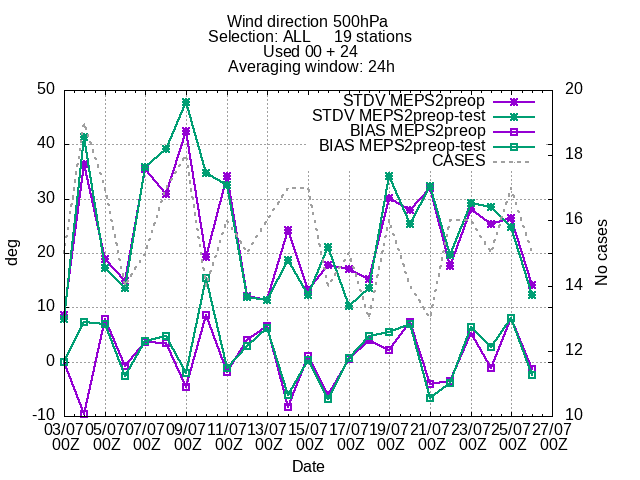 Wind direction 500hPa
Selection: ALL 19 stations
Used 00 + 24
Averaging window: 24h
50 20
STDV MEPS2preop
STDV MEPS2preop-test
BIAS MEPS2preop
BIAS MEPS2preop-test
CASES
40 18
30
16
20
14
10
12
0
-10 10
deg
No cases
03/07 05/07 07/07 09/07 11/07 13/07 15/07 17/07 19/07 21/07 23/07 25/07 27/07
00Z 00Z 00Z 00Z 00Z 00Z 00Z 00Z 00Z 00Z 00Z 00Z 00Z
Date